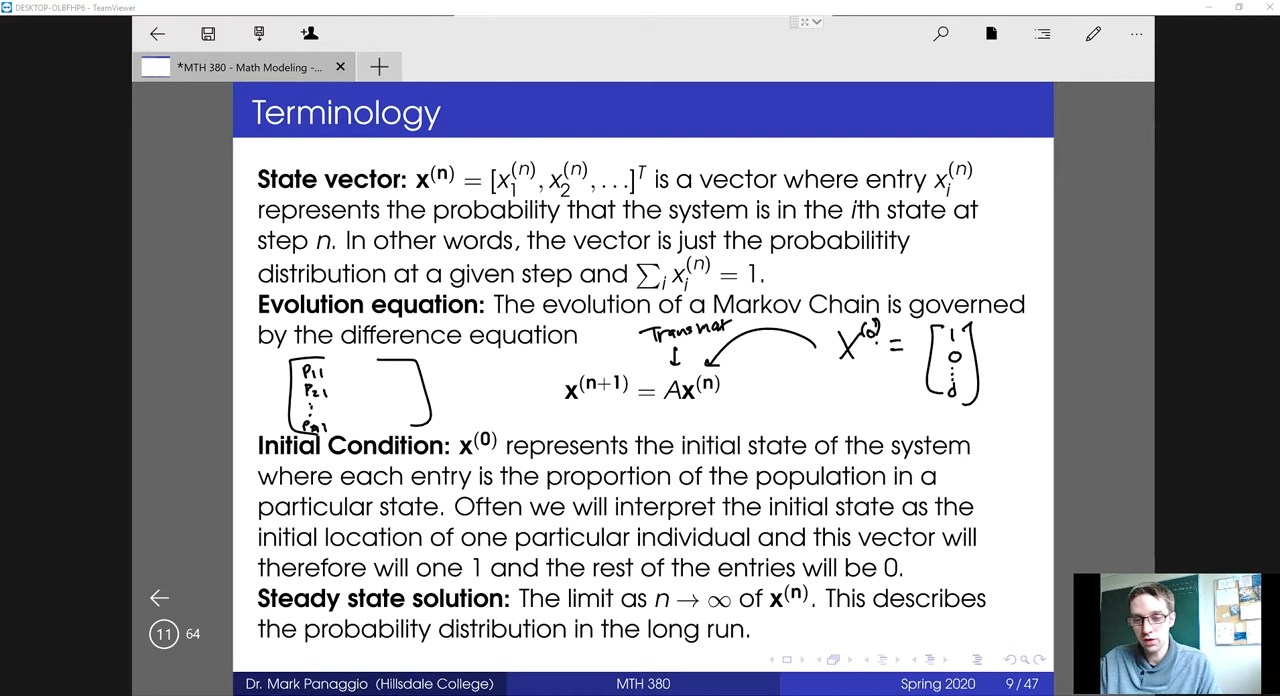 DESKTOP-OLBFHP6 - TeamViewer
*MTH 380 - Math Modeling -...
Terminology
State vector: x^(n) = [x_1^(n), x_2^(n), ...]^T is a vector where entry x_i^(n)
represents the probability that the system is in the ith state at
step n. In other words, the vector is just the probabilitity
distribution at a given step and ∑_i x_i^(n) = 1.
Evolution equation: The evolution of a Markov Chain is governed
by the difference equation
X^(0) = [1 0 ⋮ 0]
P11
P21
⋮
x^(n+1) = Ax^(n)
Initial Condition: x^(0) represents the initial state of the system
where each entry is the proportion of the population in a
particular state. Often we will interpret the initial state as the
initial location of one particular individual and this vector will
therefore will one 1 and the rest of the entries will be 0.
Steady state solution: The limit as n → ∞ of x^(n). This describes
the probability distribution in the long run.
11 64
Dr. Mark Panaggio (Hillsdale College) MTH 380 Spring 2020 9 / 47